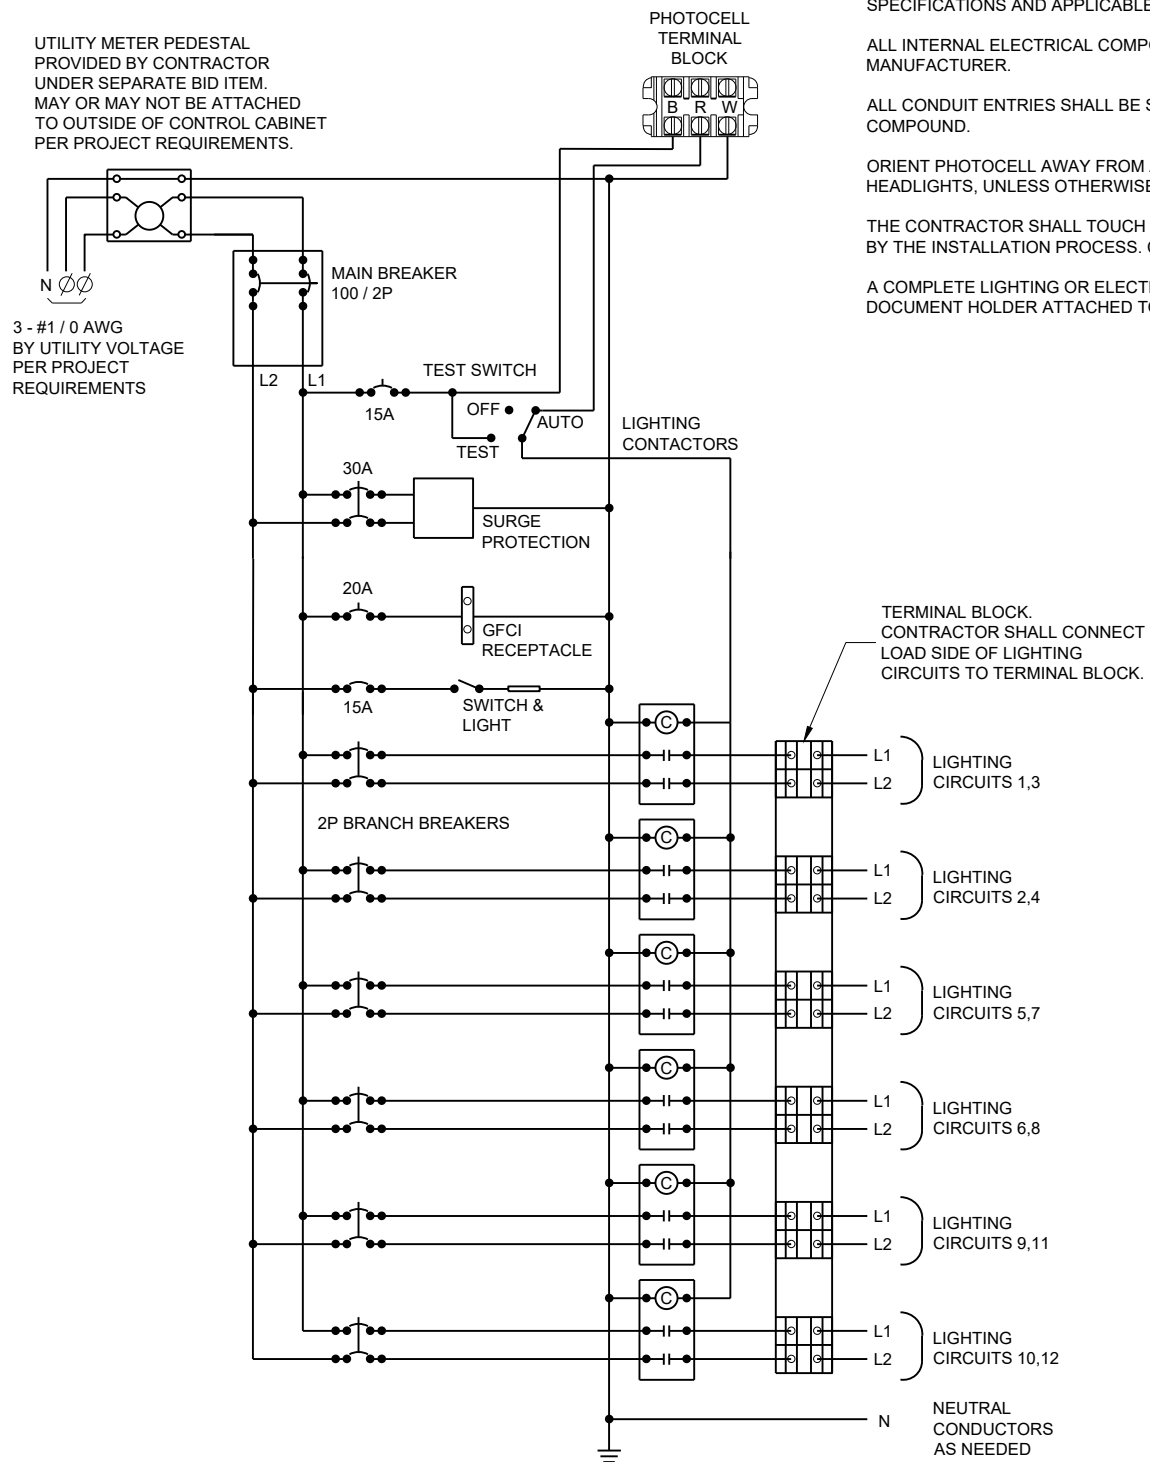 SPECIFICATIONS AND APPLICABLE
ALL INTERNAL ELECTRICAL
MANUFACTURER.
ALL CONDUIT ENTRIES SHALL BE
COMPOUND.
ORIENT PHOTOCELL AWAY FROM
HEADLIGHTS, UNLESS OTHERWISE
THE CONTRACTOR SHALL TOUCH
BY THE INSTALLATION PROCESS.
A COMPLETE LIGHTING OR
DOCUMENT HOLDER ATTACHED
PHOTOCELL
TERMINAL
BLOCK
B R W
UTILITY METER PEDESTAL
PROVIDED BY CONTRACTOR
UNDER SEPARATE BID ITEM.
MAY OR MAY NOT BE ATTACHED
TO OUTSIDE OF CONTROL CABINET
PER PROJECT REQUIREMENTS.
N
MAIN BREAKER
100 / 2P
3 - #1 / 0 AWG
BY UTILITY VOLTAGE
PER PROJECT
REQUIREMENTS
L2 L1
TEST SWITCH
15A
OFF
AUTO
TEST
LIGHTING
CONTACTORS
30A
SURGE
PROTECTION
20A
GFCI
RECEPTACLE
15A
SWITCH &
LIGHT
TERMINAL BLOCK.
CONTRACTOR SHALL CONNECT
LOAD SIDE OF LIGHTING
CIRCUITS TO TERMINAL BLOCK.
C
L1
L2
LIGHTING
CIRCUITS 1,3
2P BRANCH BREAKERS
C
L1
L2
LIGHTING
CIRCUITS 2,4
C
L1
L2
LIGHTING
CIRCUITS 5,7
C
L1
L2
LIGHTING
CIRCUITS 6,8
C
L1
L2
LIGHTING
CIRCUITS 9,11
C
L1
L2
LIGHTING
CIRCUITS 10,12
N
NEUTRAL
CONDUCTORS
AS NEEDED